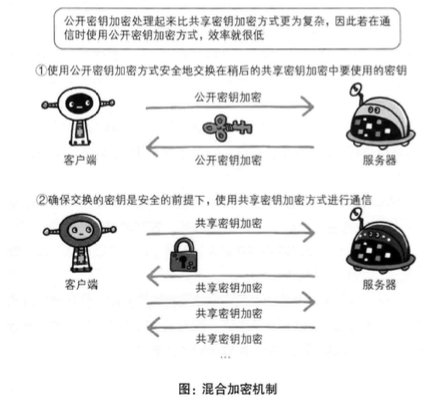 公开密钥加密处理起来比共享密钥加密方式更为复杂，因此若在通
信时使用公开密钥加密方式，效率就很低
①使用公开密钥加密方式安全地交换在稍后的共享密钥加密中要使用的密钥
公开密钥加密
公开密钥加密
客户端
服务器
②确保交换的密钥是安全的前提下，使用共享密钥加密方式进行通信
共享密钥加密
共享密钥加密
客户端
服务器
共享密钥加密
共享密钥加密
…
图：混合加密机制